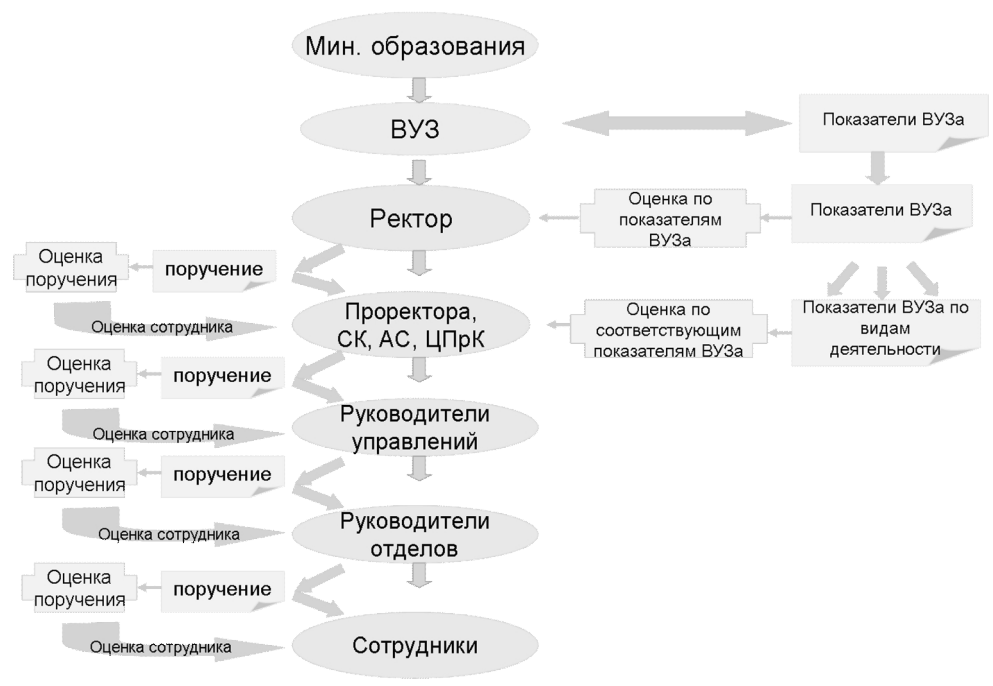 Мин. образования
ВУЗ
Показатели ВУЗа
Ректор
Оценка по
показателям
ВУЗа
Показатели ВУЗа
Оценка
поручения
поручение
Оценка сотрудника
Проректора,
СК, АС, ЦПрК
Оценка по
соответствующим
показателям ВУЗа
Показатели ВУЗа по
видам
деятельности
Оценка
поручения
поручение
Оценка сотрудника
Руководители
управлений
Оценка
поручения
поручение
Оценка сотрудника
Руководители
отделов
Оценка
поручения
поручение
Оценка сотрудника
Сотрудники